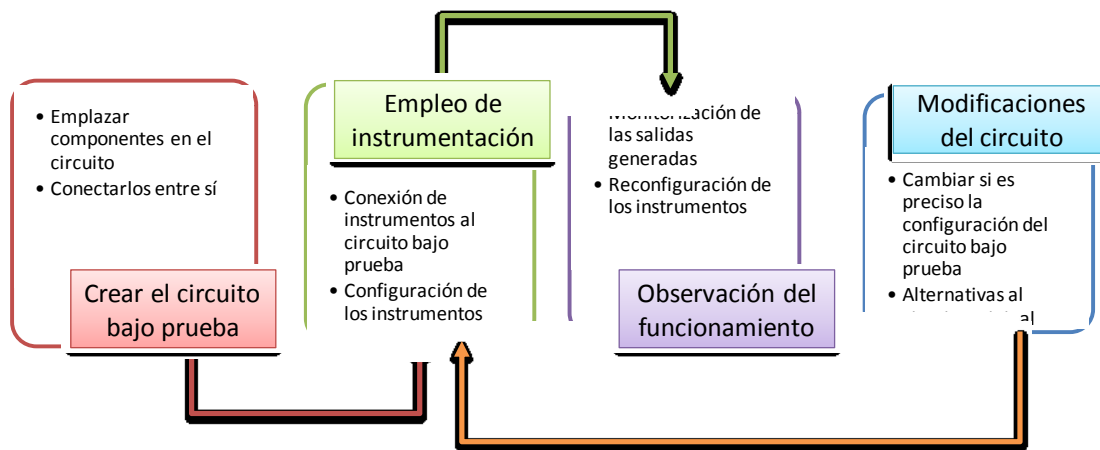 • Emplazar
componentes en el
circuito
• Conectarlos entre sí
Crear el circuito
bajo prueba
Empleo de
instrumentación
• Conexión de
instrumentos al
circuito bajo
prueba
• Configuración de
los instrumentos
• Monitorización de
las salidas
generadas
• Reconfiguración de
los instrumentos
Observación del
funcionamiento
Modificaciones
del circuito
• Cambiar si es
preciso la
configuración del
circuito bajo
prueba
• Alternativas al